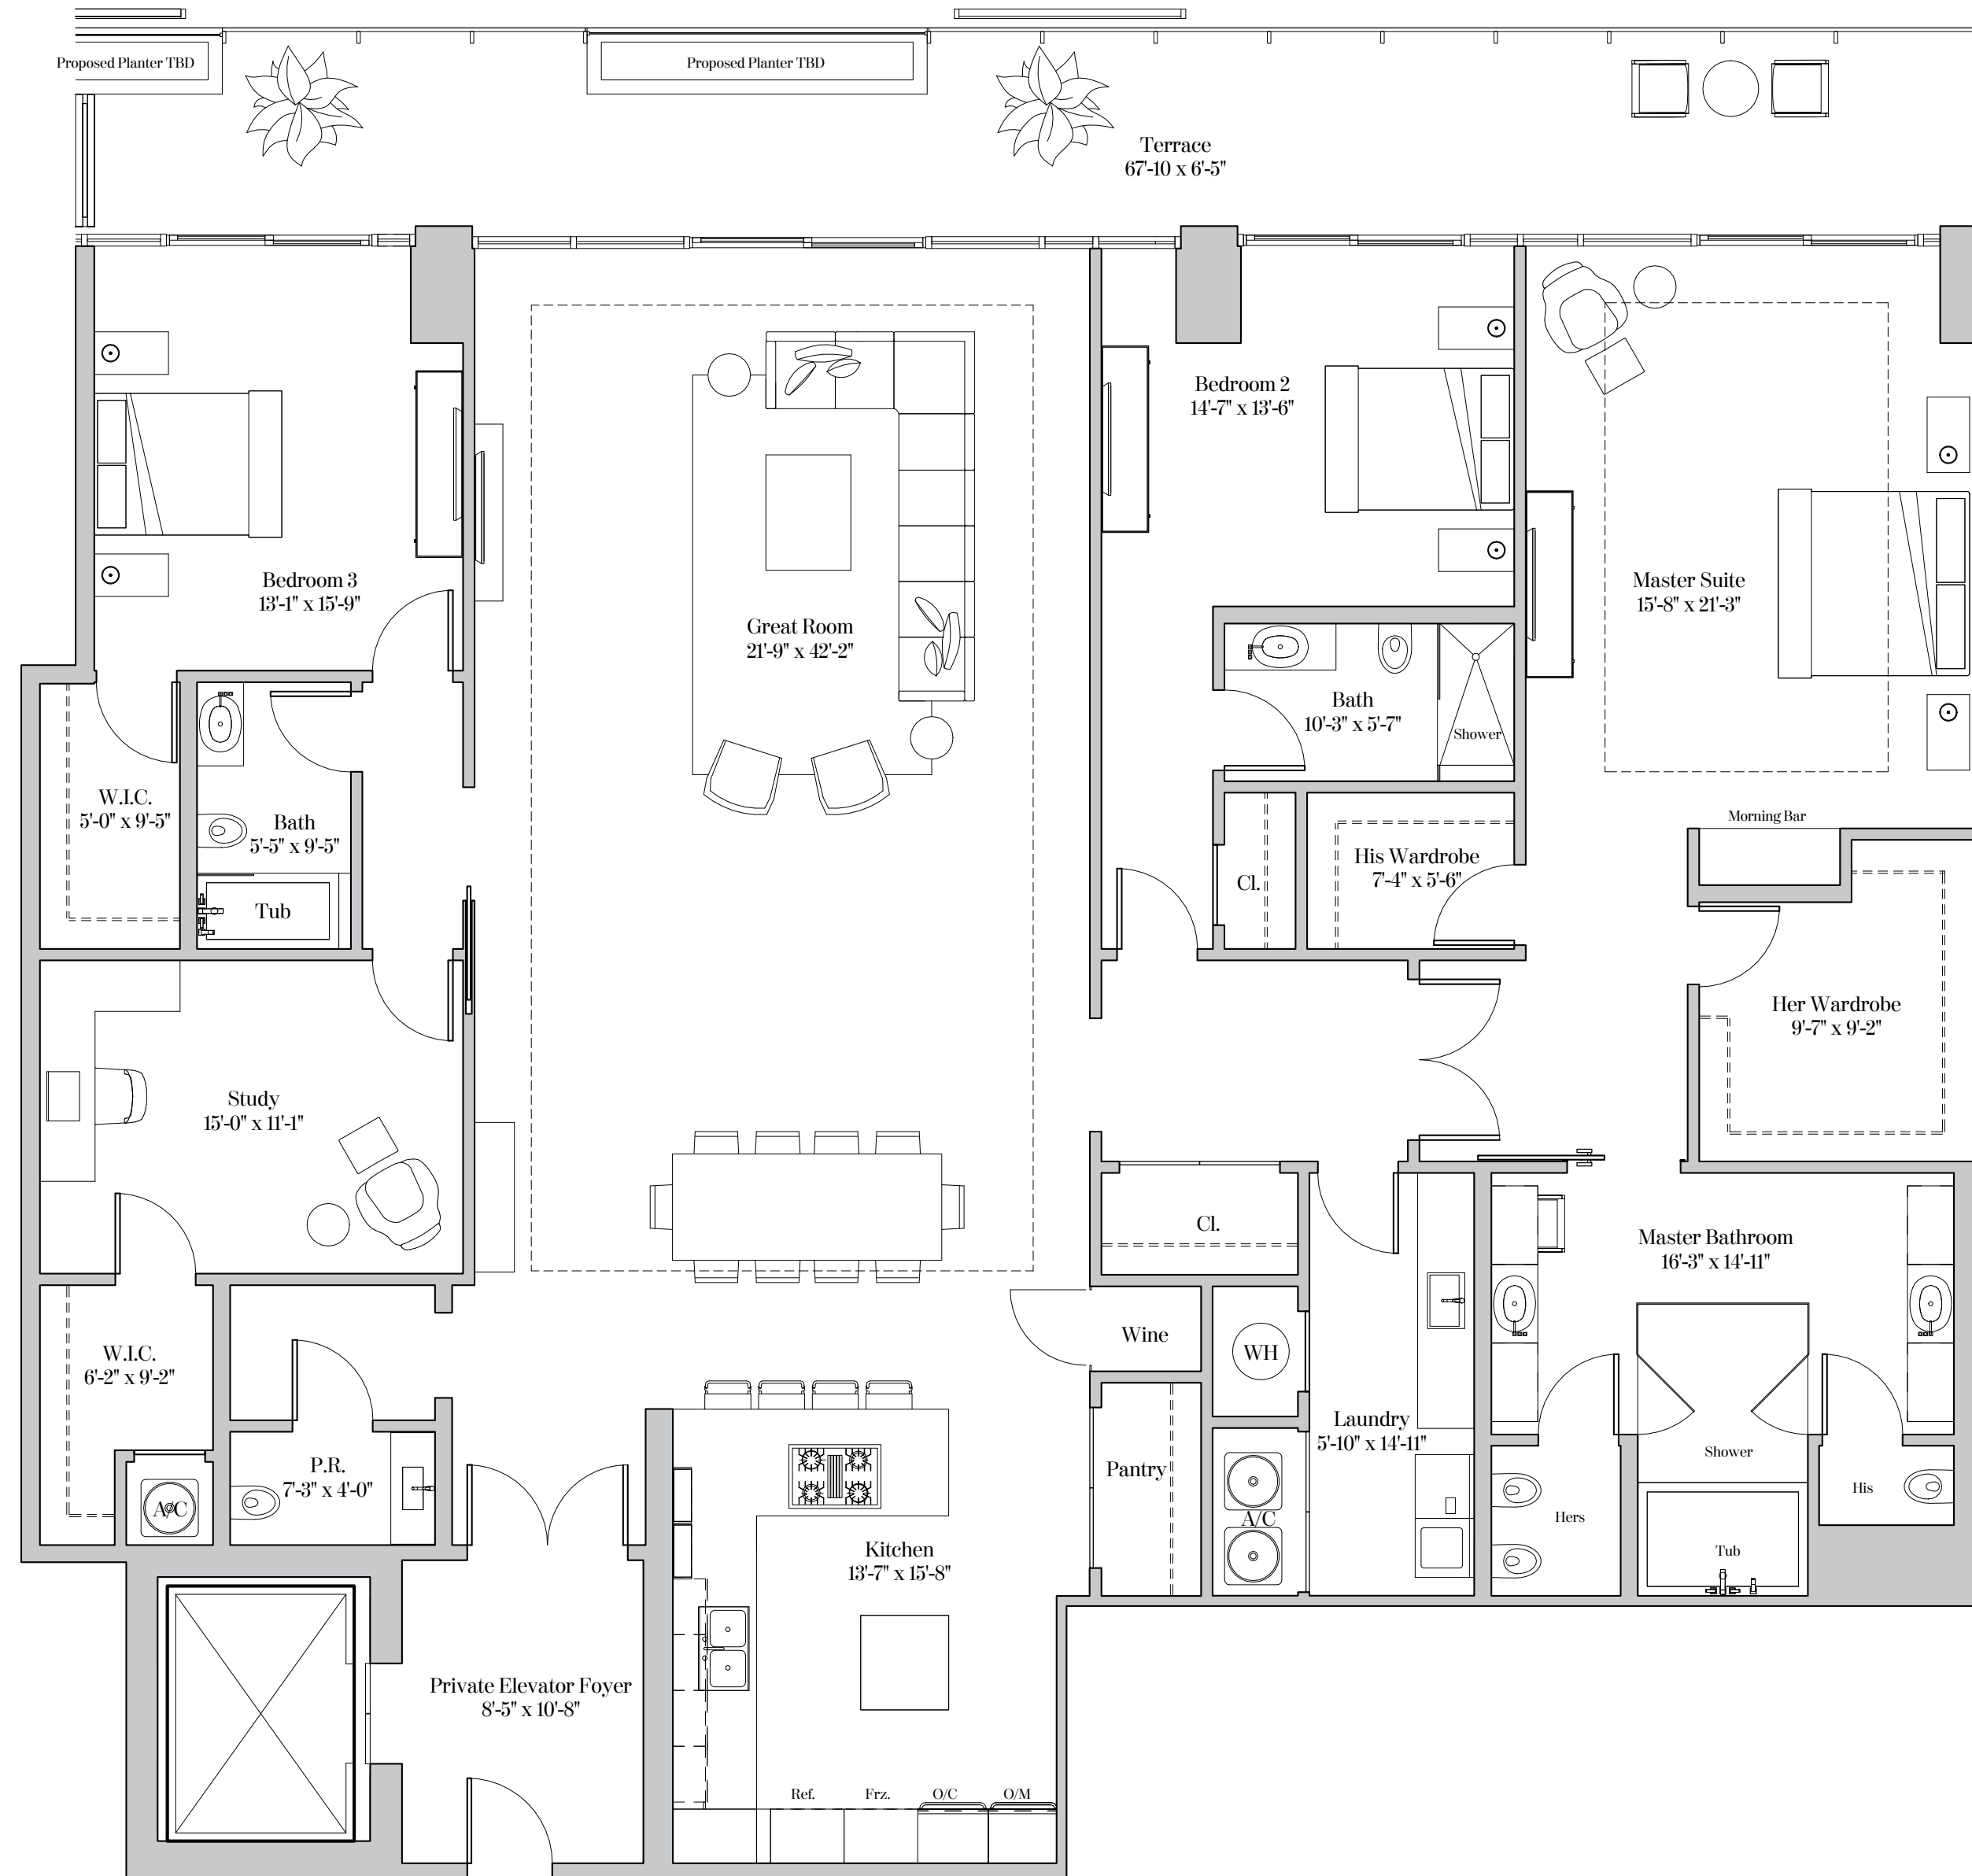 Proposed Planter TBD
Proposed Planter TBD
Terrace
67'-10 x 6'-5"
Bedroom 2
14'-7" x 13'-6"
Bedroom 3
13'-1" x 15'-9"
Master Suite
15'-8" x 21'-3"
Great Room
21'-9" x 42'-2"
Bath
10'-3" x 5'-7"
Shower
W.I.C.
5'-0" x 9'-5"
Bath
5'-5" x 9'-5"
Tub
Morning Bar
His Wardrobe
7'-4" x 5'-6"
Cl.
Her Wardrobe
9'-7" x 9'-2"
Study
15'-0" x 11'-1"
Cl.
Master Bathroom
16'-3" x 14'-11"
Wine
WH
W.I.C.
6'-2" x 9'-2"
Laundry
5'-10" x 14'-11"
Shower
P.R.
7'-3" x 4'-0"
Pantry
A/C
A/C
His
Hers
Kitchen
13'-7" x 15'-8"
Tub
Private Elevator Foyer
8'-5" x 10'-8"
Ref.
Frz.
O/C
O/M